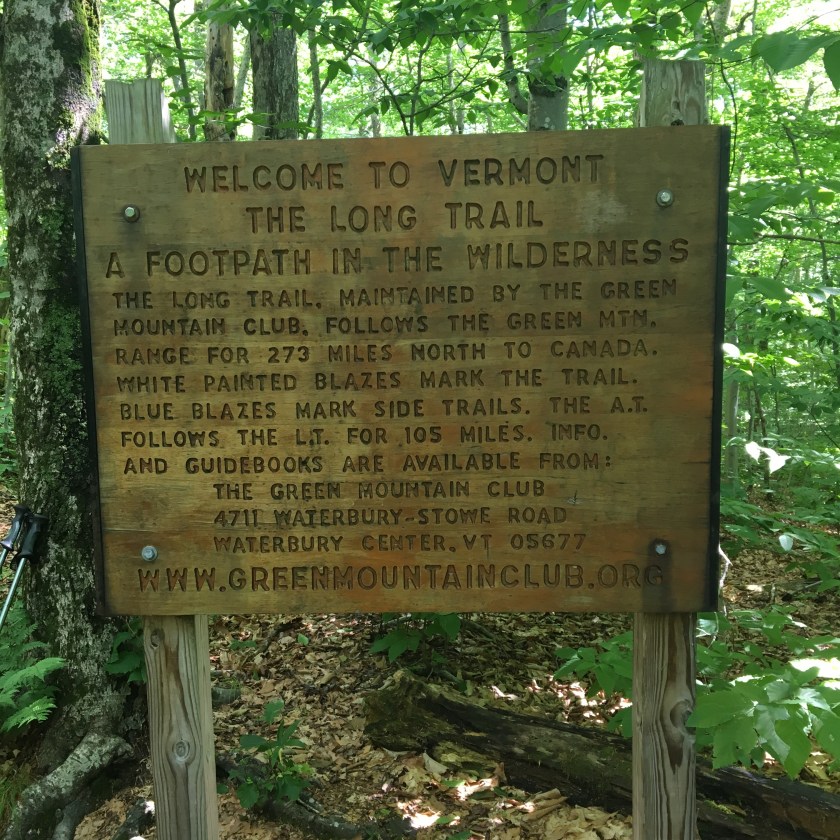 WELCOME TO VERMONT
THE LONG TRAIL
A FOOTPATH IN THE WILDERNESS
THE LONG TRAIL, MAINTAINED BY THE GREEN
MOUNTAIN CLUB, FOLLOWS THE GREEN MTN.
RANGE FOR 273 MILES NORTH TO CANADA.
WHITE PAINTED BLAZES MARK THE TRAIL.
BLUE BLAZES MARK SIDE TRAILS. THE A.T.
FOLLOWS THE L.T. FOR 105 MILES. INFO.
AND GUIDEBOOKS ARE AVAILABLE FROM:
THE GREEN MOUNTAIN CLUB
4711 WATERBURY-STOWE ROAD
WATERBURY CENTER, VT 05677
WWW.GREENMOUNTAINCLUB.ORG